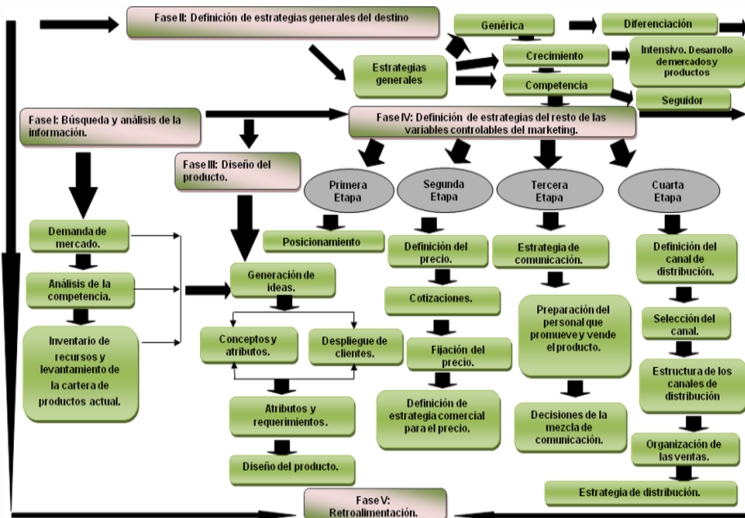 Fase II: Definición de estrategias generales del destino
Genérica
Diferenciación
Estrategias
generales
Crecimiento
Intensivo. Desarrollo
de mercados y
productos
Competencia
Seguidor
Fase I: Búsqueda y análisis de la
información.
Fase IV: Definición de estrategias del resto de las
variables controlables del marketing.
Fase III: Diseño del
producto.
Primera
Etapa
Segunda
Etapa
Tercera
Etapa
Cuarta
Etapa
Demanda de
mercado.
Análisis de la
competencia.
Inventario de
recursos y
levantamiento de
la cartera de
productos actual.
Generación de
ideas.
Conceptos y
atributos.
Despliegue de
clientes.
Atributos y
requerimientos.
Diseño del producto.
Posicionamiento
Definición del
precio.
Cotizaciones.
Fijación del
precio.
Definición de
estrategia comercial
para el precio.
Estrategia de
comunicación.
Preparación del
personal que
promueve y vende
el producto.
Decisiones de la
mezcla de
comunicación.
Definición del
canal de
distribución.
Selección del
canal.
Estructura de los
canales de
distribución
Organización de
las ventas.
Estrategia de distribución.
Fase V:
Retroalimentación.